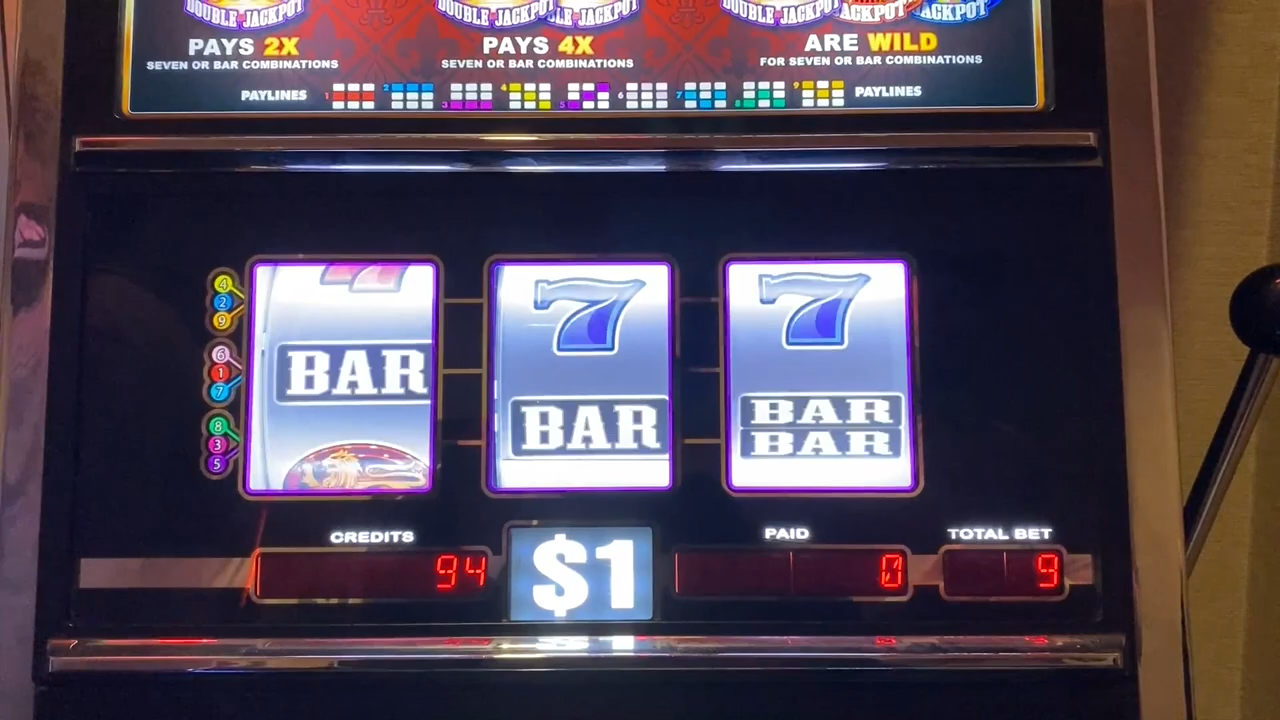 DOUBLE JACKPOT DOUBLE JACKPOT LE JACKPOT DOUBLE JACKPOT JACKPOT JACKPOT
PAYS 2X PAYS 4X ARE WILD
SEVEN OR BAR COMBINATIONS SEVEN OR BAR COMBINATIONS FOR SEVEN OR BAR COMBINATIONS
PAYLINES 1 2 3 4 5 6 7 8 9 PAYLINES
4
2
9
6
1
7
8
3
5
7 7 7
BAR
BAR
BAR
BAR
CREDITS PAID TOTAL BET
94 $1 0 9